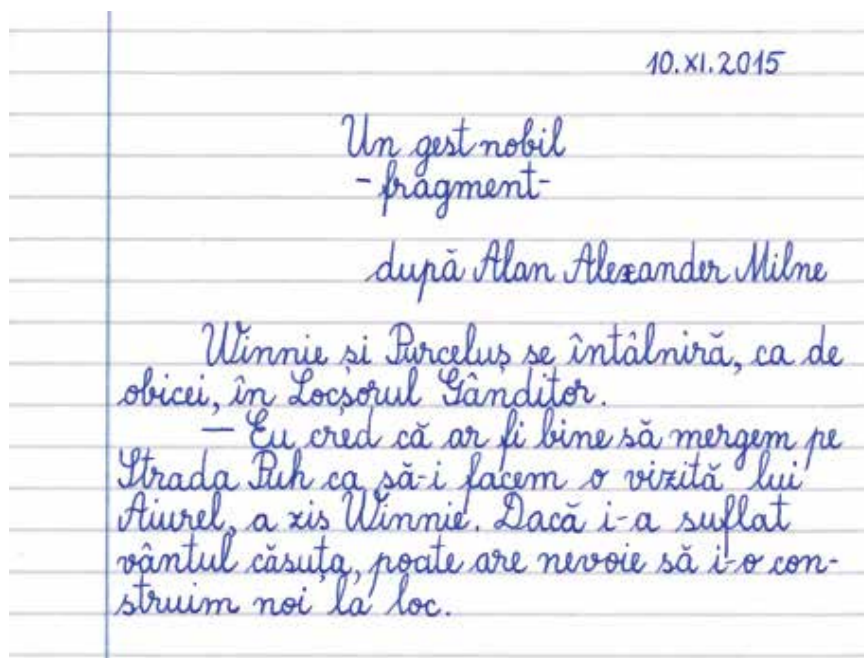 10.XI.2015
Un gest nobil
-fragment-
după Alan Alexander Milne
Winnie și Purceluș se întâlniră, ca de
obicei, în Locșorul Gânditor.
— Eu cred că ar fi bine să mergem pe
Strada Puh ca să-i facem o vizită lui
Aiurel, a zis Winnie. Dacă i-a suflat
vântul căsuța, poate are nevoie să i-o con-
struim noi la loc.